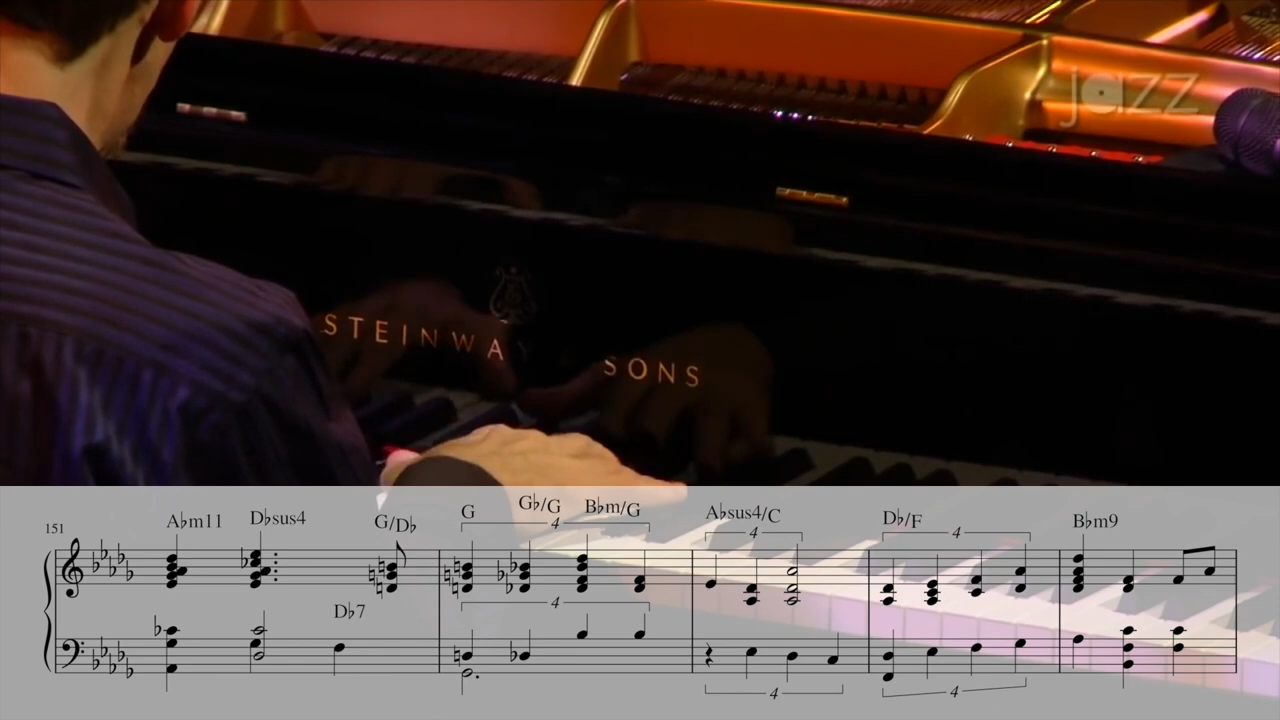 jazz
STEINWA SONS
151 A♭m11 D♭sus4 G/D♭ G G♭/G B♭m/G A♭sus4/C D♭/F B♭m9
4 4 4
D♭7 4
4 4